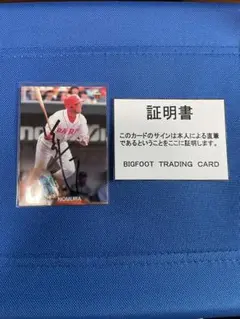 NOMURA
証明書
このカードのサインは本人による直筆
であるということをここに証明します。
BIGFOOT TRADING CARD